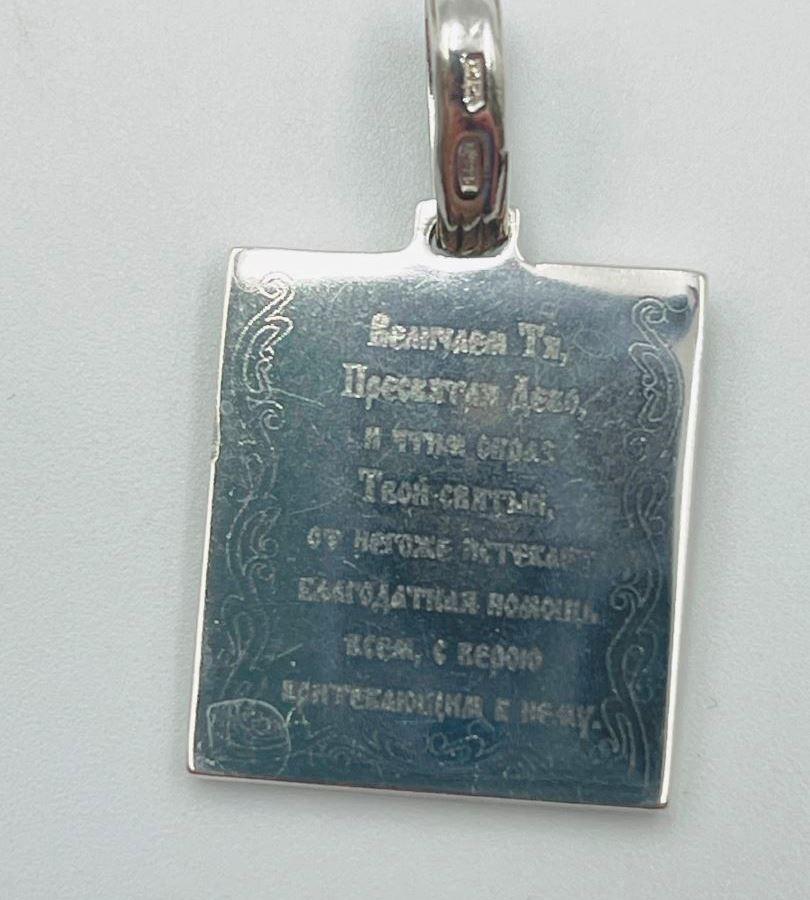 Величаем Тя,
Пресвятая Дево,
и чтим образ
Твой святый,
от негоже истекает
благодатная помощь
всем, с верою
притекающим к нему.